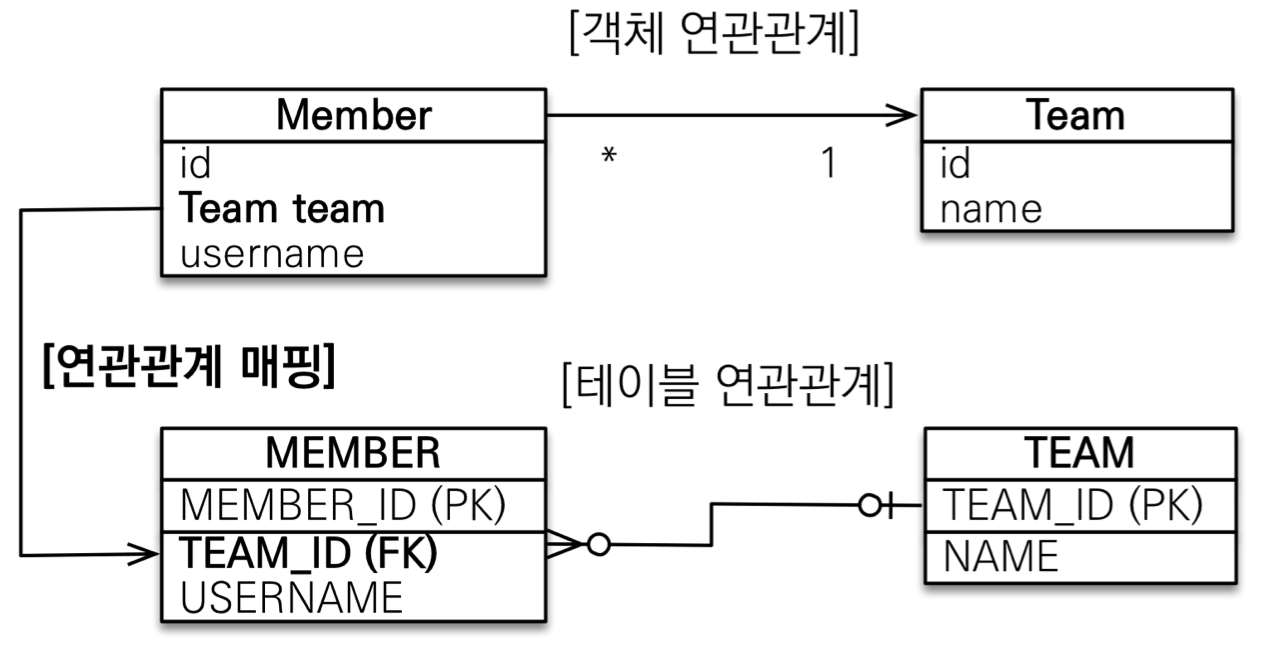 [객체 연관관계]
Member
id
Team team
username
* 1
Team
id
name
[연관관계 매핑]
[테이블 연관관계]
MEMBER
MEMBER_ID (PK)
TEAM_ID (FK)
USERNAME
TEAM
TEAM_ID (PK)
NAME